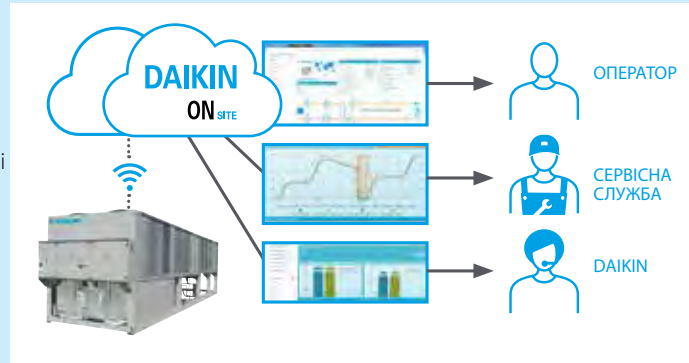 DAIKIN
ON SITE
ОПЕРАТОР
і
СЕРВІСНА
СЛУЖБА
DAIKIN